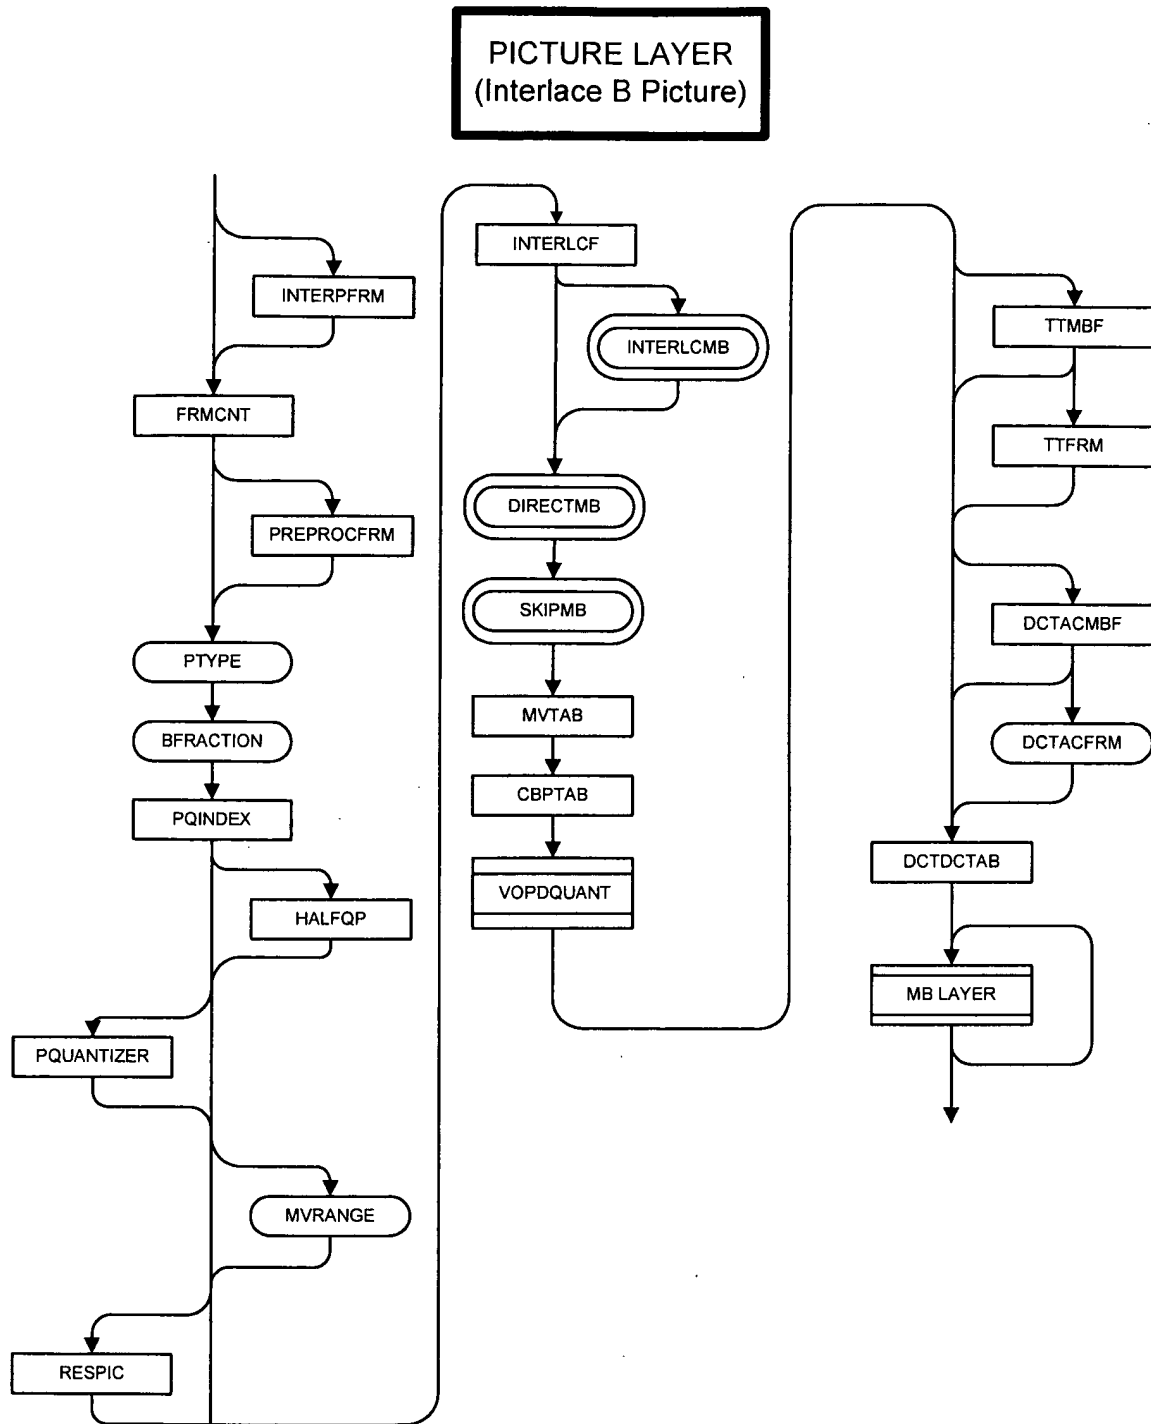 PICTURE LAYER
(Interlace B Picture)
INTERPFRM
FRMCNT
PREPROCFRM
PTYPE
BFRACTION
PQINDEX
HALFQP
PQUANTIZER
MVRANGE
RESPIC
INTERLCF
INTERLCMB
DIRECTMB
SKIPMB
MVTAB
CBPTAB
VOPDQUANT
TTMBF
TTFRM
DCTACMBF
DCTACFRM
DCTDCTAB
MB LAYER